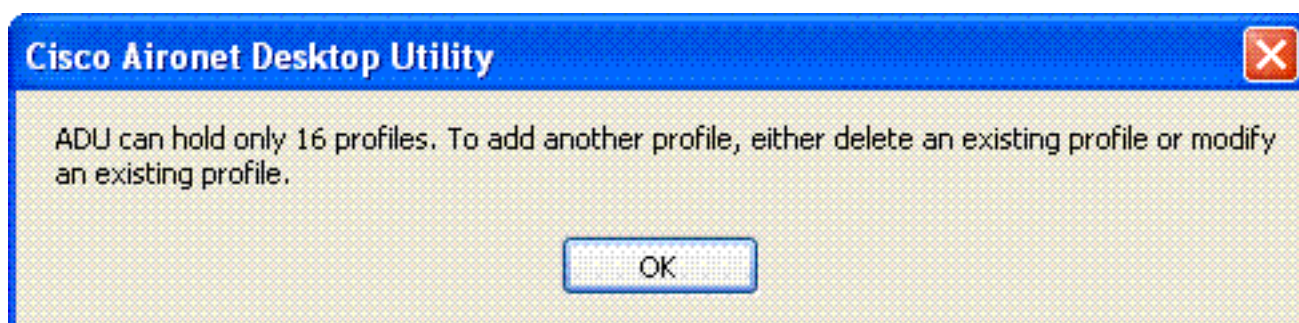 Cisco Aironet Desktop Utility
ADU can hold only 16 profiles. To add another profile, either delete an existing profile or modify
an existing profile.
OK